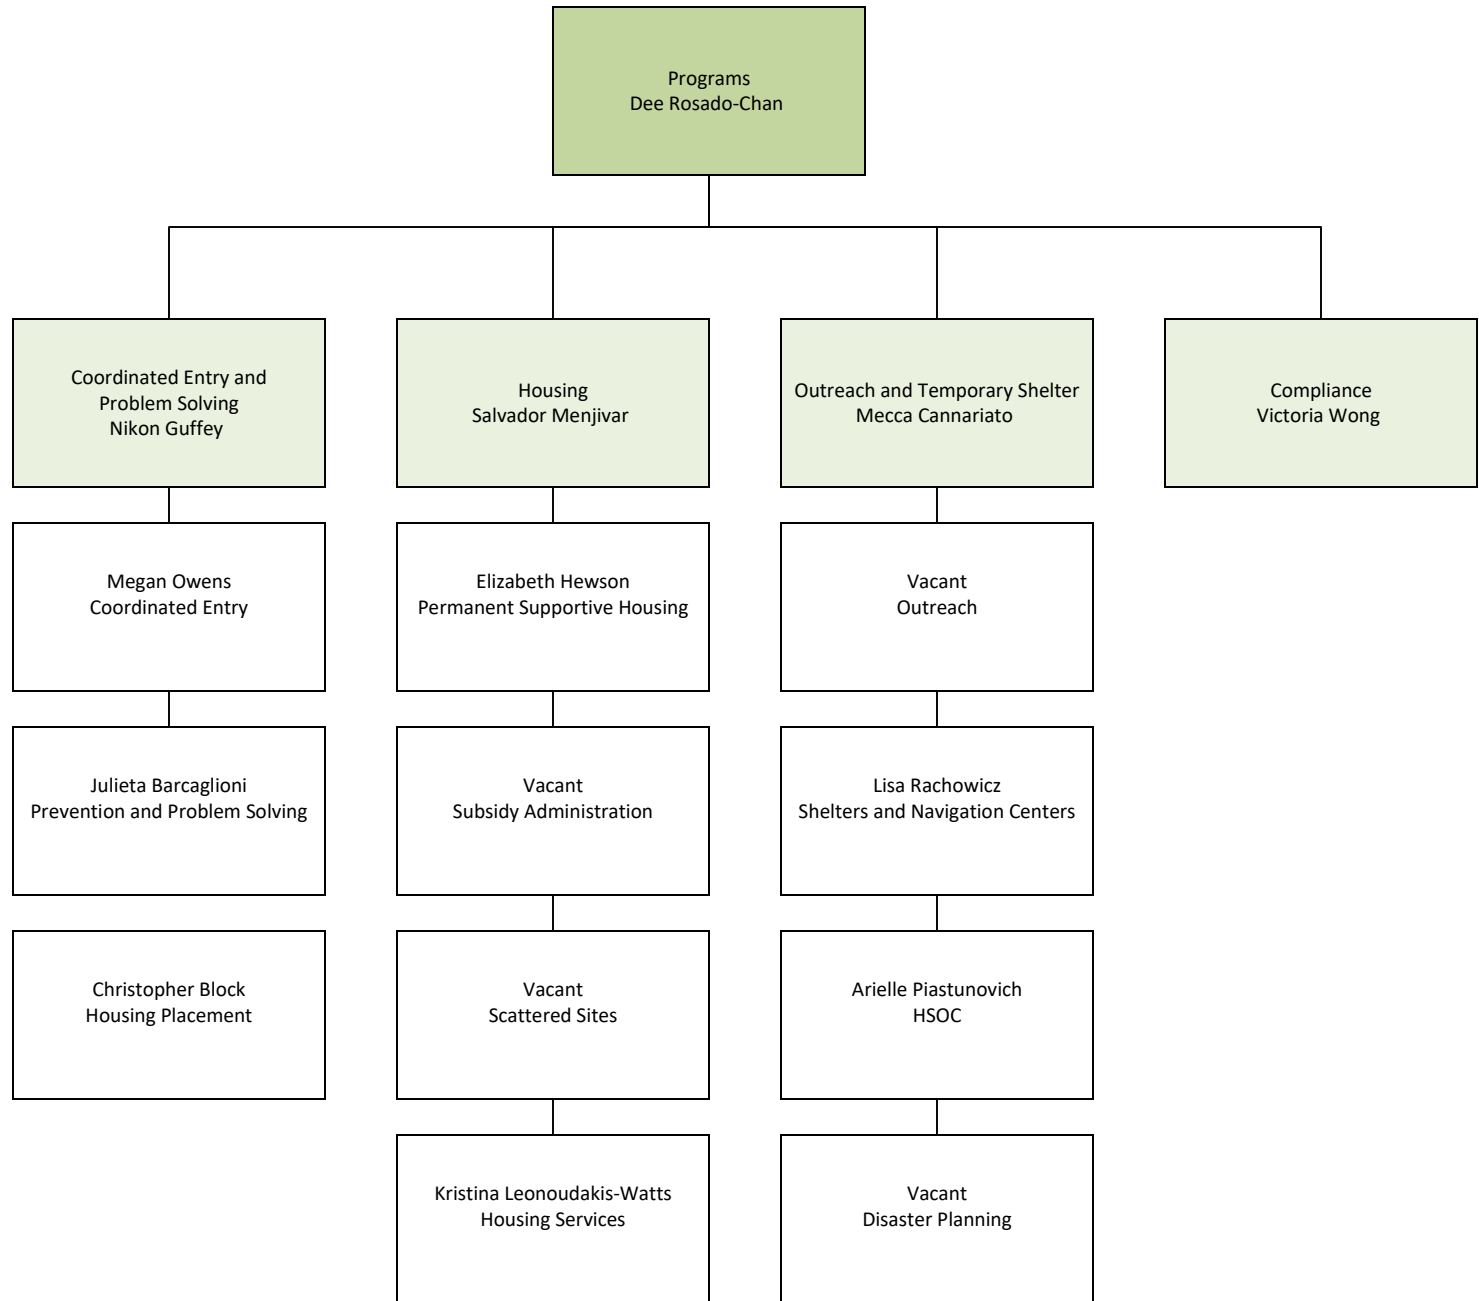 Programs
Dee Rosado-Chan
Coordinated Entry and
Problem Solving
Nikon Guffey
Housing
Salvador Menjivar
Outreach and Temporary Shelter
Mecca Cannariato
Compliance
Victoria Wong
Megan Owens
Coordinated Entry
Elizabeth Hewson
Permanent Supportive Housing
Vacant
Outreach
Julieta Barcaglioni
Prevention and Problem Solving
Vacant
Subsidy Administration
Lisa Rachowicz
Shelters and Navigation Centers
Christopher Block
Housing Placement
Vacant
Scattered Sites
Arielle Piastunovich
HSOC
Kristina Leonoudakis-Watts
Housing Services
Vacant
Disaster Planning